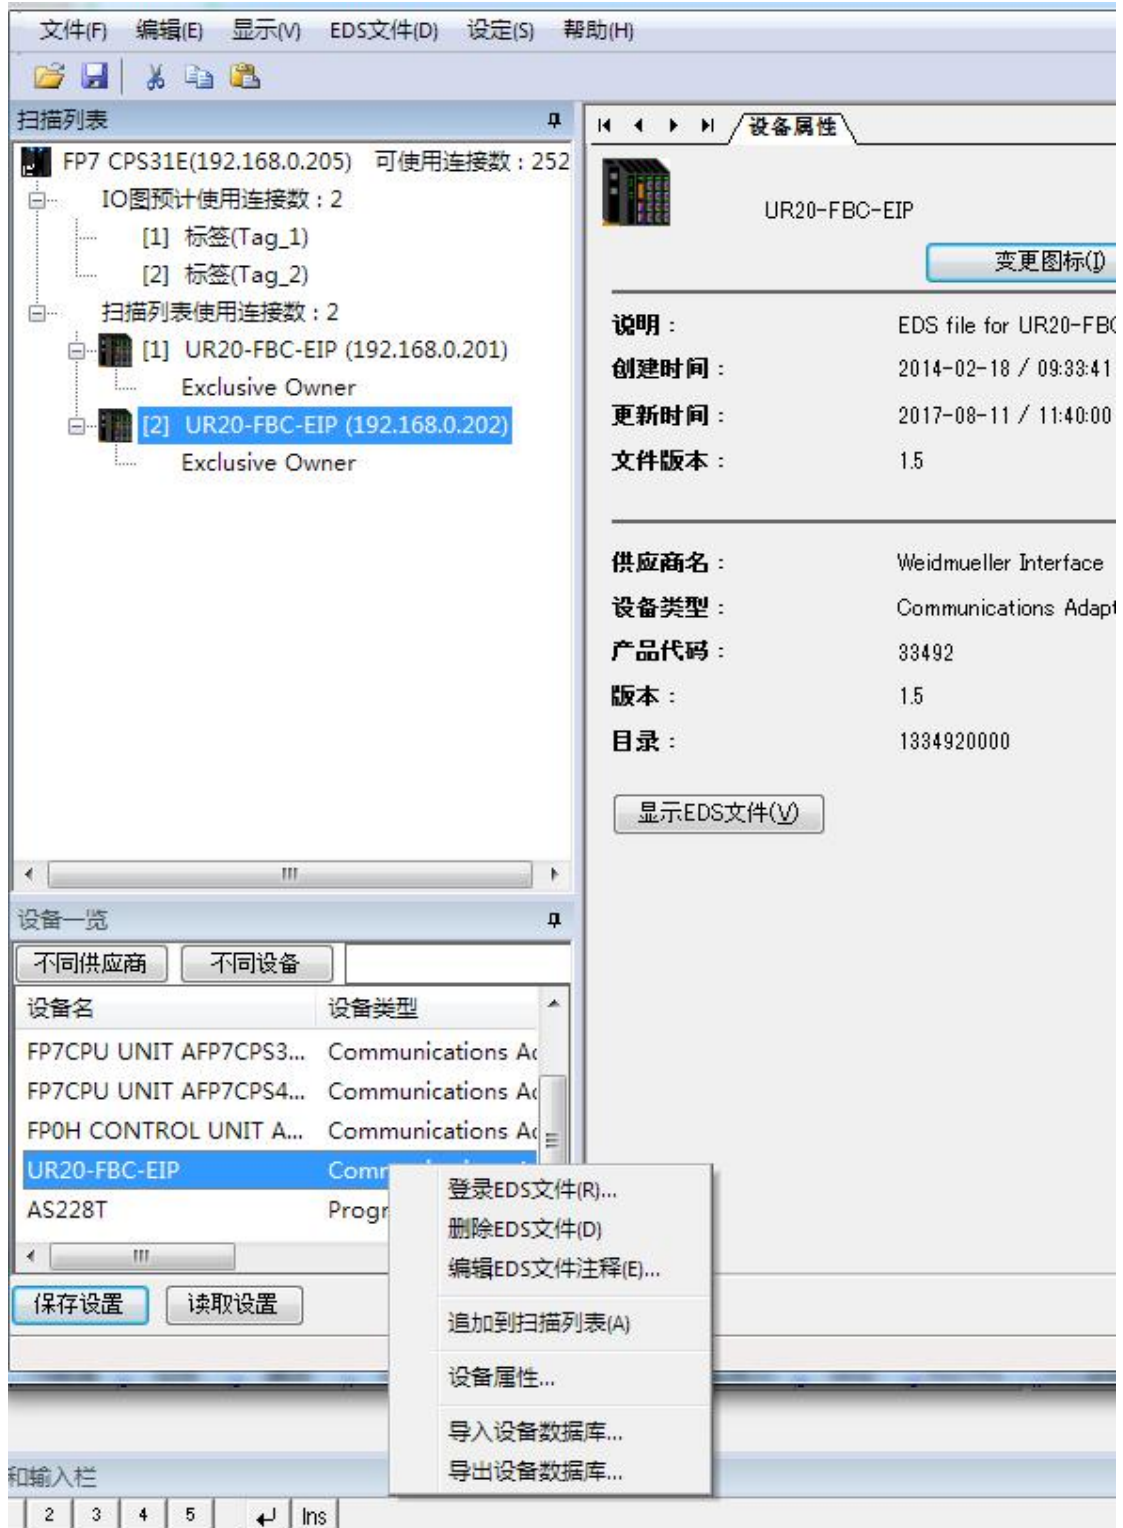 文件(F) 编辑(E) 显示(V) EDS文件(D) 设定(S) 帮助(H)
扫描列表
FP7 CPS31E(192.168.0.205) 可使用连接数 : 252
IO图预计使用连接数 : 2
[1] 标签(Tag_1)
[2] 标签(Tag_2)
扫描列表使用连接数 : 2
[1] UR20-FBC-EIP (192.168.0.201)
Exclusive Owner
[2] UR20-FBC-EIP (192.168.0.202)
Exclusive Owner
设备属性
UR20-FBC-EIP
变更图标(I)
说明 : EDS file for UR20-FBC
创建时间 : 2014-02-18 / 09:33:41
更新时间 : 2017-08-11 / 11:40:00
文件版本 : 1.5
供应商名 : Weidmueller Interface
设备类型 : Communications Adapt
产品代码 : 33492
版本 : 1.5
目录 : 1334920000
显示EDS文件(V)
设备一览
不同供应商 不同设备
设备名 设备类型
FP7CPU UNIT AFP7CPS3... Communications Ac
FP7CPU UNIT AFP7CPS4... Communications Ac
FP0H CONTROL UNIT A... Communications Ac
UR20-FBC-EIP Comr
AS228T Progr
保存设置 读取设置
登录EDS文件(R)...
删除EDS文件(D)
编辑EDS文件注释(E)...
追加到扫描列表(A)
设备属性...
导入设备数据库...
导出设备数据库...
和输入栏
2 3 4 5 Ins